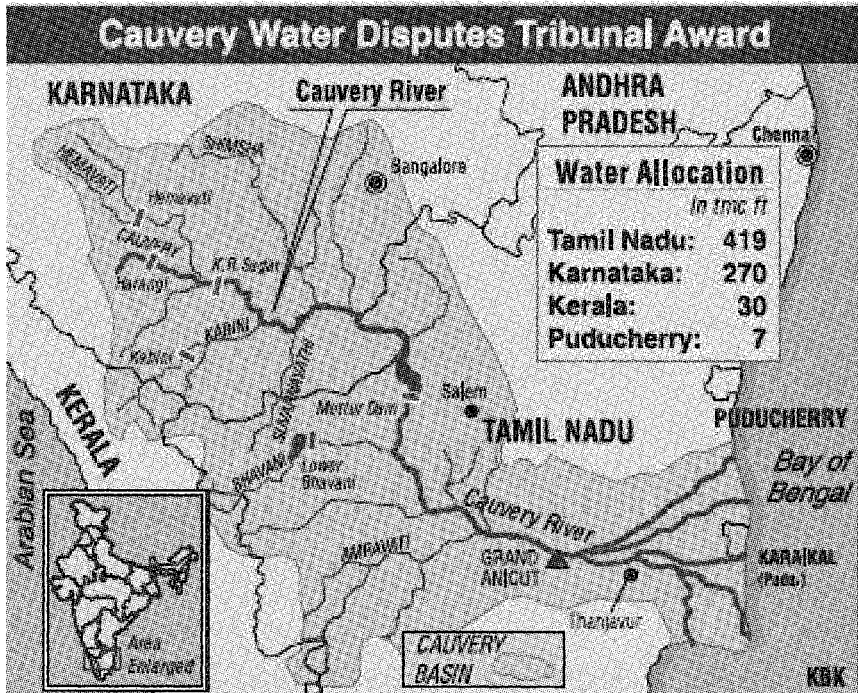 Cauvery Water Disputes Tribunal Award
KARNATAKA
Cauvery River
ANDHRA
PRADESH
Chennai
Water Allocation
in tmc ft
Tamil Nadu: 419
Karnataka: 270
Kerala: 30
Puducherry: 7
SHIMSHA
HEMAVATI
Hemavati
Bangalore
CAUVERY
Harangi
K.R. Sagar
KABINI
Kabini
SUVARNAVATHI
Mettur Dam
Salem
KERALA
TAMIL NADU
PUDUCHERRY
Arabian Sea
BHAVANI
Lower
Bhavani
Bay of
Bengal
Cauvery River
AMRAVATI
GRAND
ANICUT
KARAIKAL
(Pudu.)
Thanjavur
Area
Enlarged
CAUVERY
BASIN
KBK